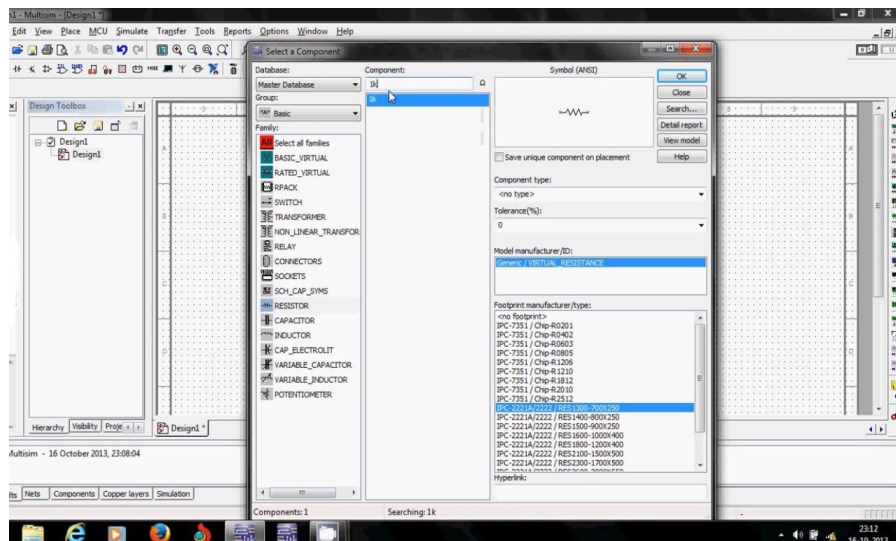 n1 - Multisim - [Design1 *]
Edit View Place MCU Simulate Transfer Tools Reports Options Window Help
Select a Component
Design Toolbox
Design1
Design1
Database:
Master Database
Group:
Basic
Family:
All Select all families
BASIC_VIRTUAL
RATED_VIRTUAL
RPACK
SWITCH
TRANSFORMER
NON_LINEAR_TRANSFOR
RELAY
CONNECTORS
SOCKETS
SCH_CAP_SYMS
RESISTOR
CAPACITOR
INDUCTOR
CAP_ELECTROLIT
VARIABLE_CAPACITOR
VARIABLE_INDUCTOR
POTENTIOMETER
Component:
1k Ω
1k
Symbol (ANSI)
OK
Close
Search...
Detail report
View model
Help
Save unique component on placement
Component type:
<no type>
Tolerance(%):
0
Model manufacturer/ID:
Generic / VIRTUAL_RESISTANCE
Footprint manufacturer/type:
<no footprint>
IPC-7351 / Chip-R0201
IPC-7351 / Chip-R0402
IPC-7351 / Chip-R0603
IPC-7351 / Chip-R0805
IPC-7351 / Chip-R1206
IPC-7351 / Chip-R1210
IPC-7351 / Chip-R1812
IPC-7351 / Chip-R2010
IPC-7351 / Chip-R2512
IPC-2221A/2222 / RES1300-700X250
IPC-2221A/2222 / RES1400-800X250
IPC-2221A/2222 / RES1500-900X250
IPC-2221A/2222 / RES1600-1000X400
IPC-2221A/2222 / RES1800-1200X400
IPC-2221A/2222 / RES2100-1500X500
IPC-2221A/2222 / RES2300-1700X500
Hyperlink:
Components: 1 Searching: 1k
Hierarchy Visibility Proje
Design1 *
Multisim - 16 October 2013, 23:08:04
lts Nets Components Copper layers Simulation
23:12
16-10-2013